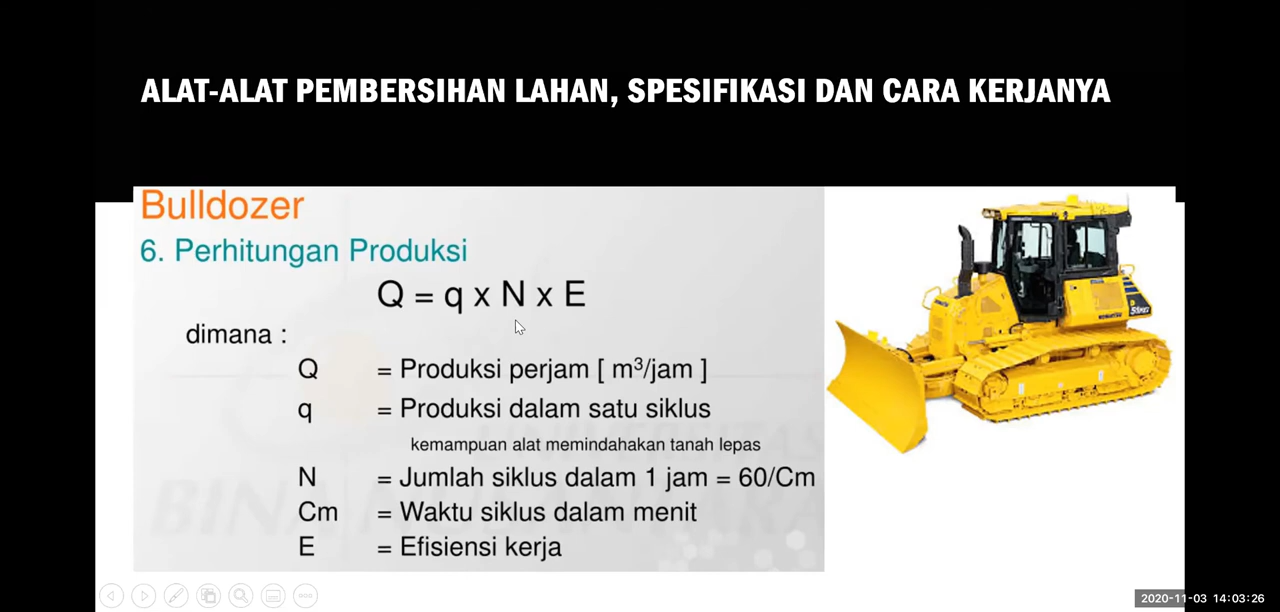 ALAT-ALAT PEMBERSIHAN LAHAN, SPESIFIKASI DAN CARA KERJANYA
Bulldozer
6. Perhitungan Produksi
Q = q x N x E
dimana :
Q = Produksi perjam [ m³/jam ]
q = Produksi dalam satu siklus
kemampuan alat memindahakan tanah lepas
N = Jumlah siklus dalam 1 jam = 60/Cm
Cm = Waktu siklus dalam menit
E = Efisiensi kerja
2020-11-03 14:03:26